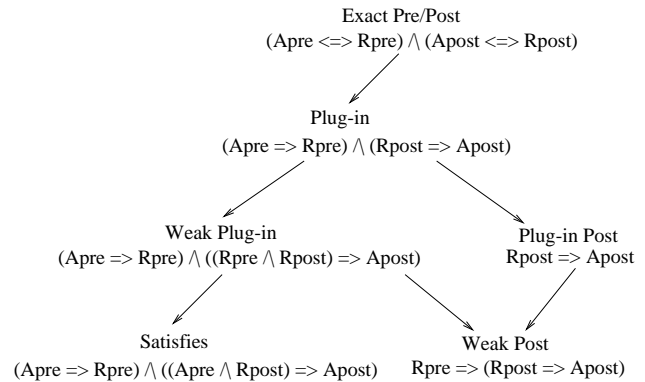 Exact Pre/Post
(Apre <=> Rpre) /\ (Apost <=> Rpost)
Plug-in
(Apre => Rpre) /\ (Rpost => Apost)
Weak Plug-in
(Apre => Rpre) /\ ((Rpre /\ Rpost) => Apost)
Plug-in Post
Rpost => Apost
Satisfies
(Apre => Rpre) /\ ((Apre /\ Rpost) => Apost)
Weak Post
Rpre => (Rpost => Apost)